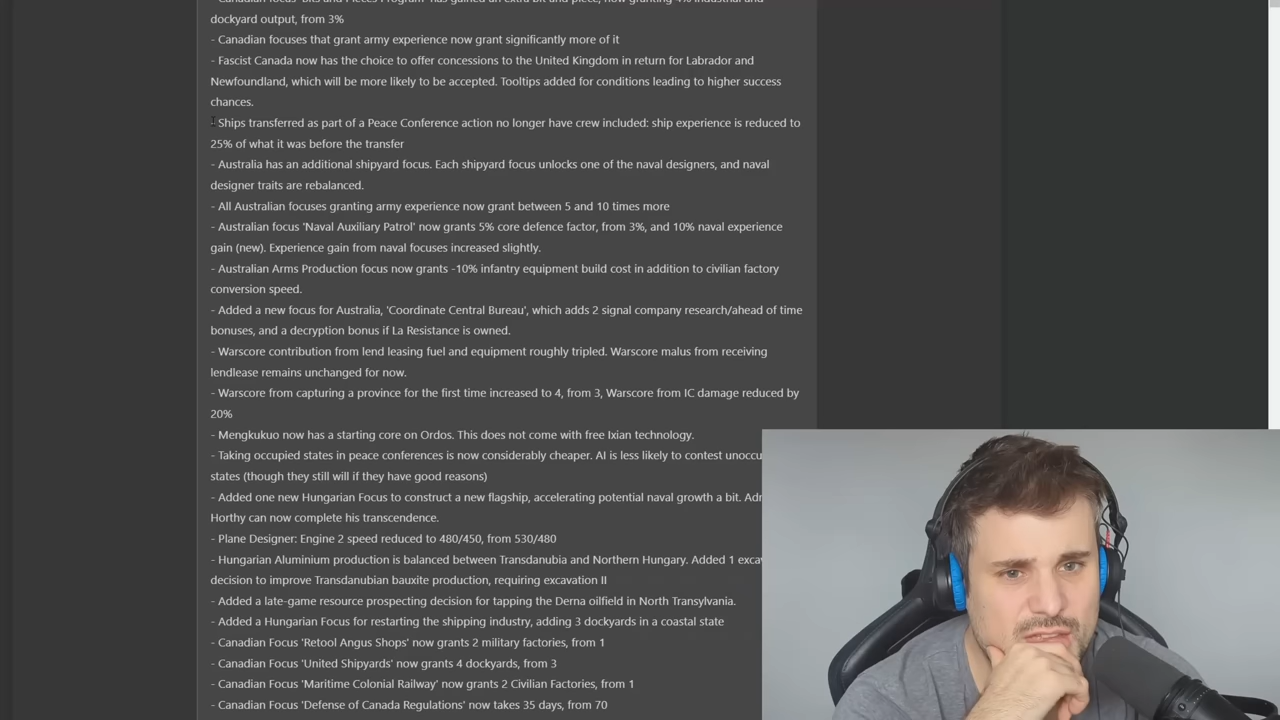 - Canadian focus 'Bits and Pieces Program' has gained an extra bit and piece, now granting 4% industrial and
dockyard output, from 3%
- Canadian focuses that grant army experience now grant significantly more of it
- Fascist Canada now has the choice to offer concessions to the United Kingdom in return for Labrador and
Newfoundland, which will be more likely to be accepted. Tooltips added for conditions leading to higher success
chances.
- Ships transferred as part of a Peace Conference action no longer have crew included: ship experience is reduced to
25% of what it was before the transfer
- Australia has an additional shipyard focus. Each shipyard focus unlocks one of the naval designers, and naval
designer traits are rebalanced.
- All Australian focuses granting army experience now grant between 5 and 10 times more
- Australian focus 'Naval Auxiliary Patrol' now grants 5% core defence factor, from 3%, and 10% naval experience
gain (new). Experience gain from naval focuses increased slightly.
- Australian Arms Production focus now grants -10% infantry equipment build cost in addition to civilian factory
conversion speed.
- Added a new focus for Australia, 'Coordinate Central Bureau', which adds 2 signal company research/ahead of time
bonuses, and a decryption bonus if La Resistance is owned.
- Warscore contribution from lend leasing fuel and equipment roughly tripled. Warscore malus from receiving
lendlease remains unchanged for now.
- Warscore from capturing a province for the first time increased to 4, from 3, Warscore from IC damage reduced by
20%
- Mengkukuo now has a starting core on Ordos. This does not come with free Ixian technology.
- Taking occupied states in peace conferences is now considerably cheaper. AI is less likely to contest
states (though they still will if they have good reasons)
- Added one new Hungarian Focus to construct a new flagship, accelerating potential naval growth a bit.
Horthy can now complete his transcendence.
- Plane Designer: Engine 2 speed reduced to 480/450, from 530/480
- Hungarian Aluminium production is balanced between Transdanubia and Northern Hungary. Added 1
decision to improve Transdanubian bauxite production, requiring excavation II
- Added a late-game resource prospecting decision for tapping the Derna oilfield in North Transylvania.
- Added a Hungarian Focus for restarting the shipping industry, adding 3 dockyards in a coastal state
- Canadian Focus 'Retool Angus Shops' now grants 2 military factories, from 1
- Canadian Focus 'United Shipyards' now grants 4 dockyards, from 3
- Canadian Focus 'Maritime Colonial Railway' now grants 2 Civilian Factories, from 1
- Canadian Focus 'Defense of Canada Regulations' now takes 35 days, from 70